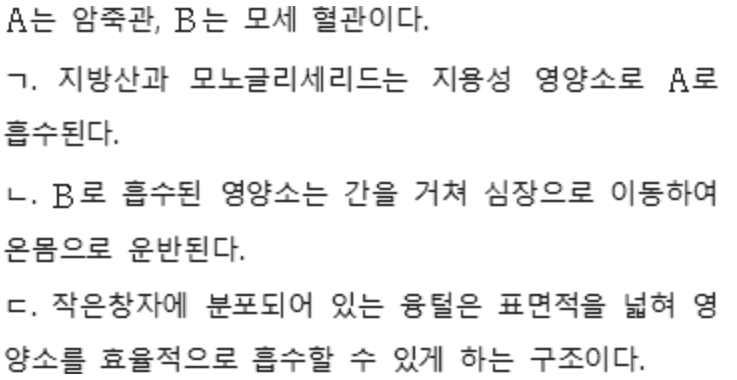 A는 암죽관, B는 모세 혈관이다.
ㄱ. 지방산과 모노글리세리드는 지용성 영양소로 A로
흡수된다.
ㄴ. B로 흡수된 영양소는 간을 거쳐 심장으로 이동하여
온몸으로 운반된다.
ㄷ. 작은창자에 분포되어 있는 융털은 표면적을 넓혀 영
양소를 효율적으로 흡수할 수 있게 하는 구조이다.